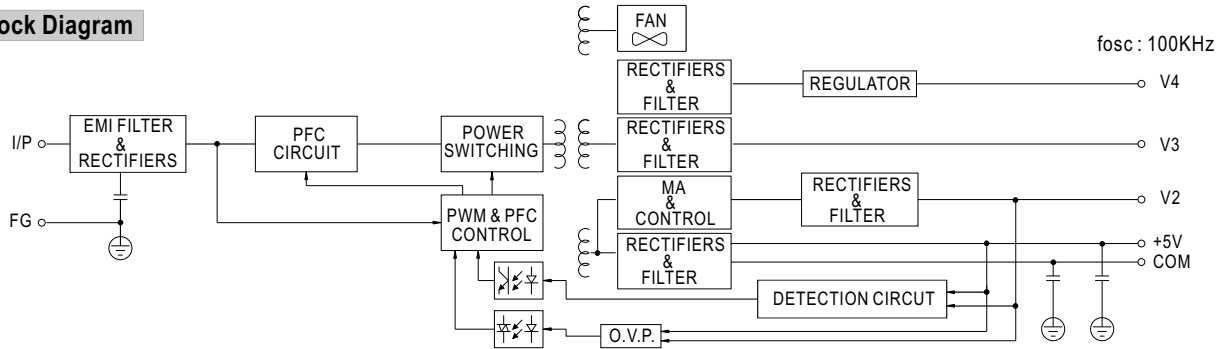 ock Diagram
FAN
fosc : 100KHz
RECTIFIERS
&
FILTER
REGULATOR
V4
I/P
EMI FILTER
&
RECTIFIERS
PFC
CIRCUIT
POWER
SWITCHING
RECTIFIERS
&
FILTER
V3
MA
&
CONTROL
RECTIFIERS
&
FILTER
V2
FG
PWM & PFC
CONTROL
RECTIFIERS
&
FILTER
+5V
COM
DETECTION CIRCUT
O.V.P.